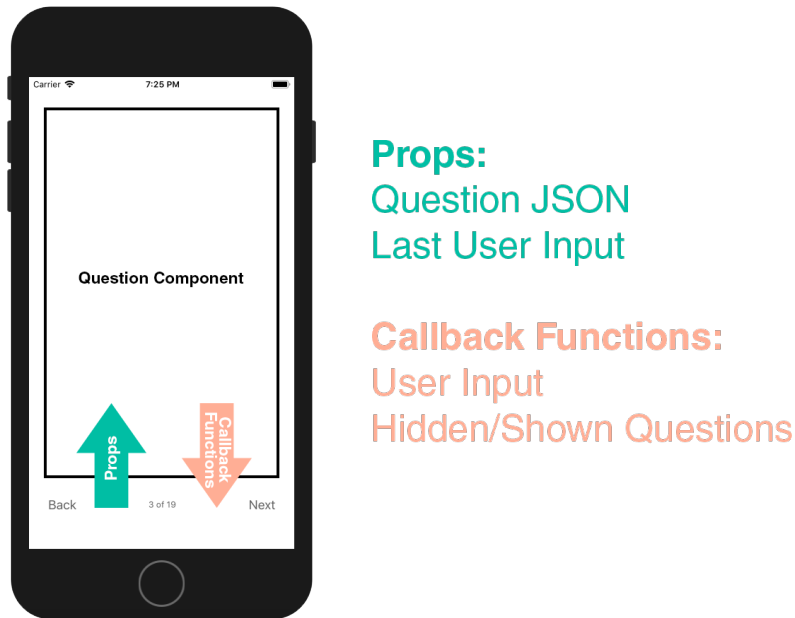 Carrier 7:25 PM
Question Component
Props
Callback
Functions
Back 3 of 19 Next
Props:
Question JSON
Last User Input
Callback Functions:
User Input
Hidden/Shown Questions